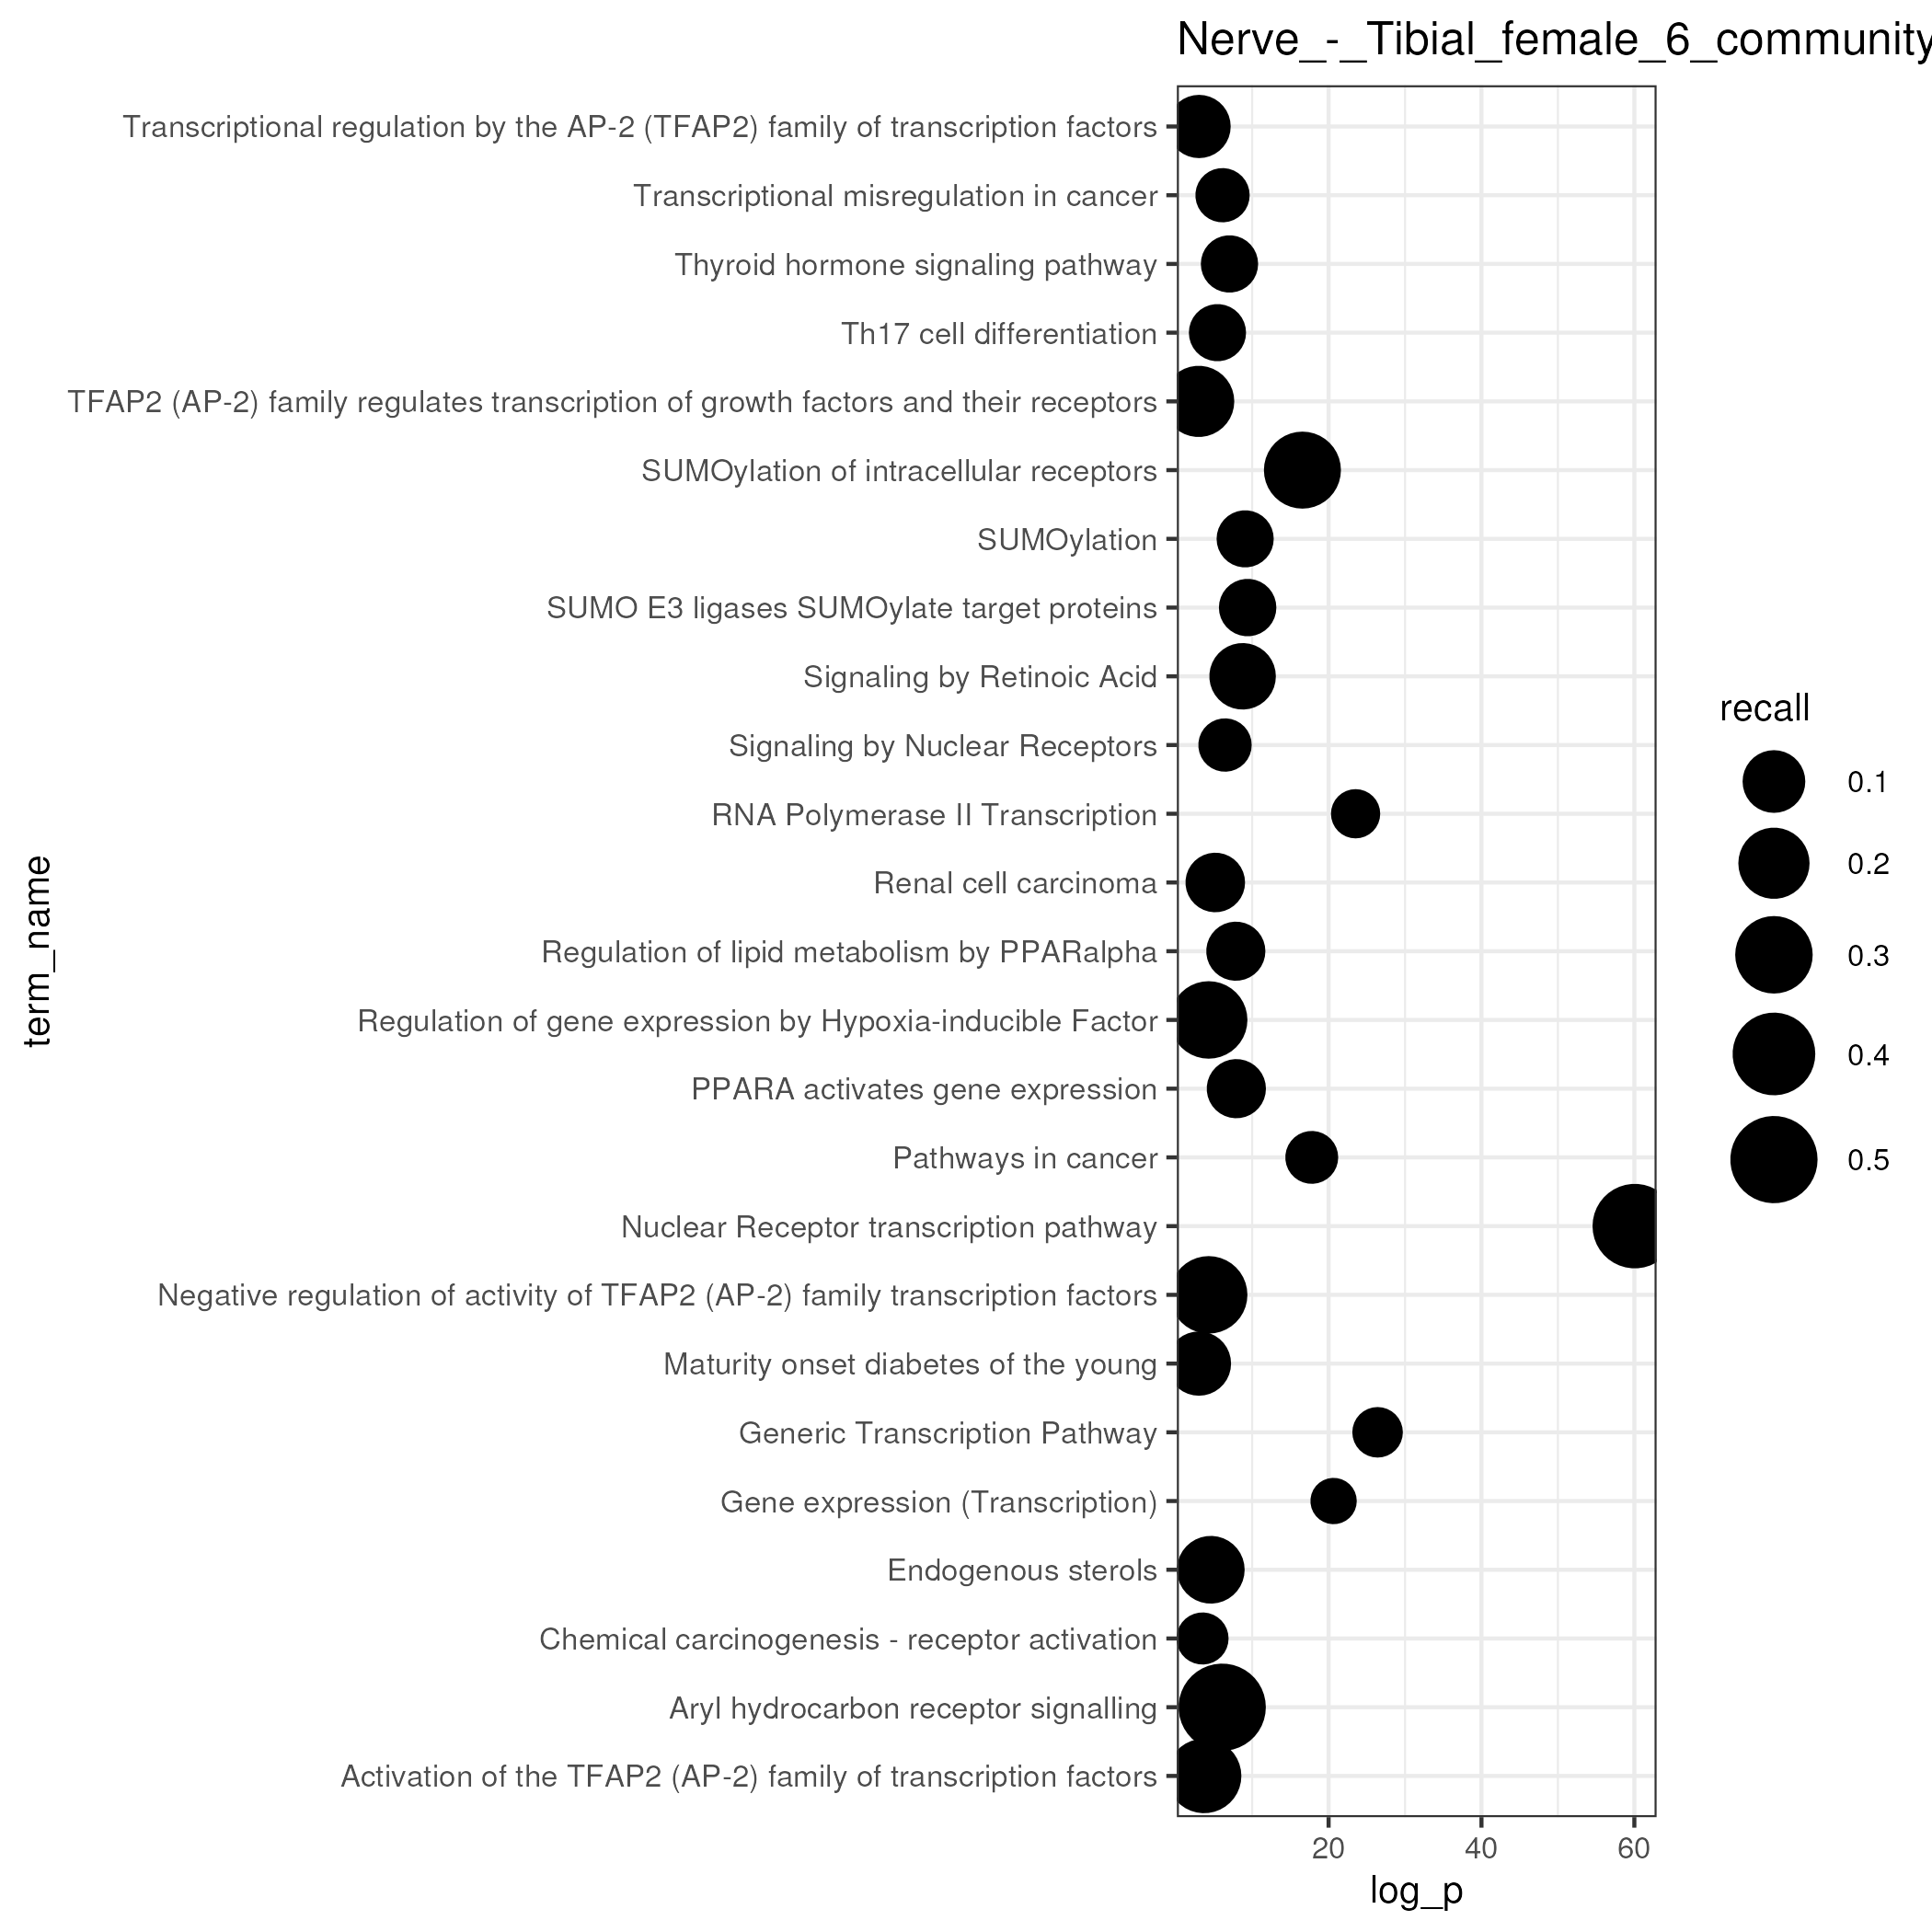 Nerve_-_Tibial_female_6_community
Transcriptional regulation by the AP-2 (TFAP2) family of transcription factors
Transcriptional misregulation in cancer
Thyroid hormone signaling pathway
Th17 cell differentiation
TFAP2 (AP-2) family regulates transcription of growth factors and their receptors
SUMOylation of intracellular receptors
SUMOylation
SUMO E3 ligases SUMOylate target proteins
Signaling by Retinoic Acid
Signaling by Nuclear Receptors
RNA Polymerase II Transcription
Renal cell carcinoma
Regulation of lipid metabolism by PPARalpha
Regulation of gene expression by Hypoxia-inducible Factor
PPARA activates gene expression
Pathways in cancer
Nuclear Receptor transcription pathway
Negative regulation of activity of TFAP2 (AP-2) family transcription factors
Maturity onset diabetes of the young
Generic Transcription Pathway
Gene expression (Transcription)
Endogenous sterols
Chemical carcinogenesis - receptor activation
Aryl hydrocarbon receptor signalling
Activation of the TFAP2 (AP-2) family of transcription factors
term_name
20 40 60
log_p
recall
0.1
0.2
0.3
0.4
0.5